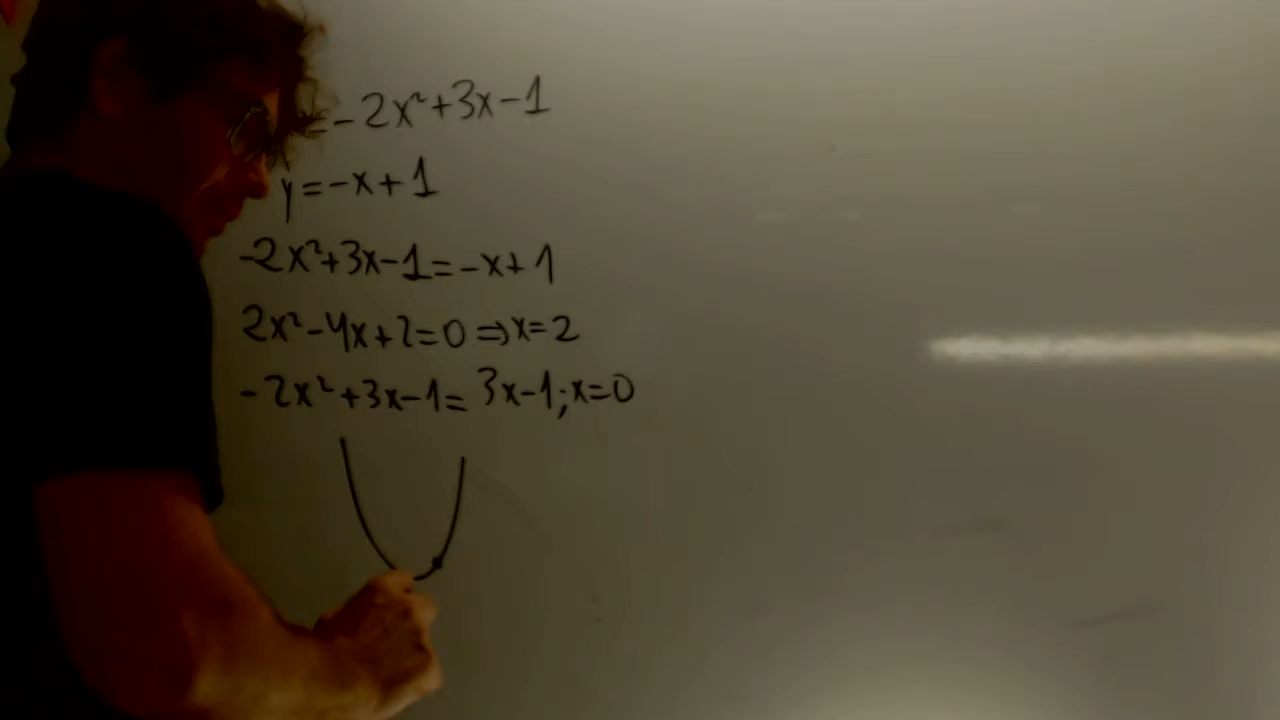 =-2x²+3x-1
y=-x+1
-2x²+3x-1=-x+1
2x²-4x+2=0⇒x=2
-2x²+3x-1=3x-1;x=0